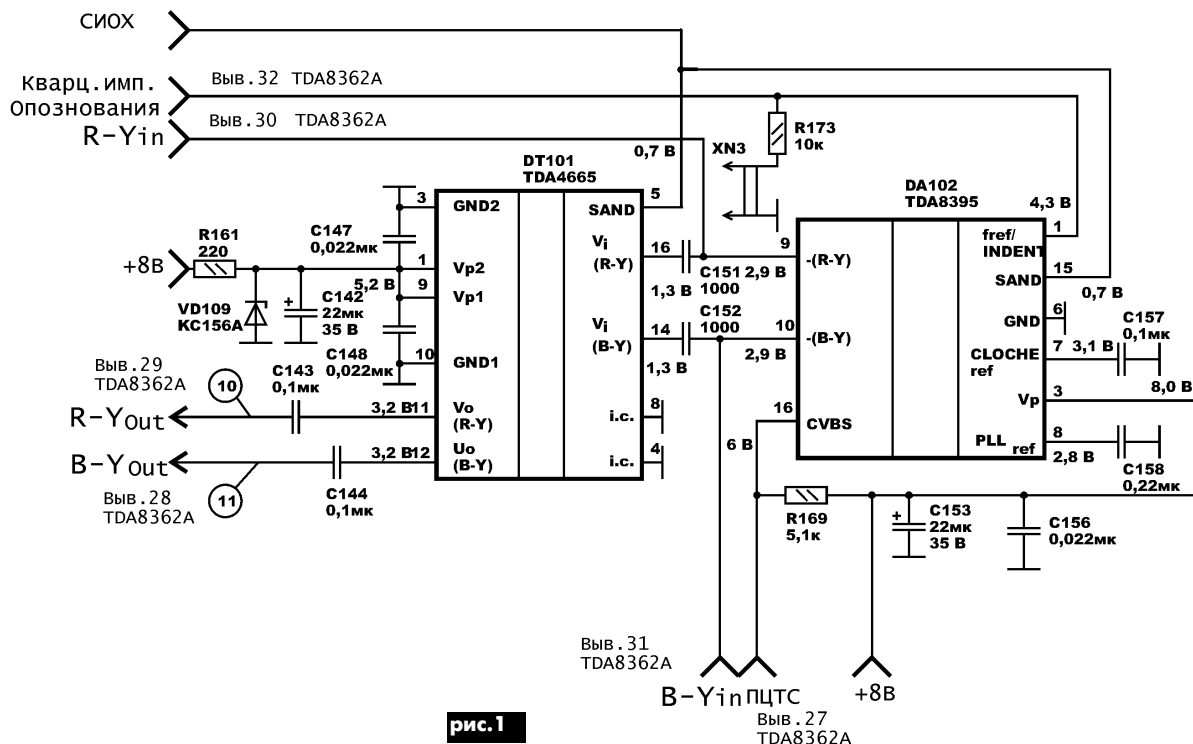 СИОХ
Кварц.имп.
Опознования
Выв.32 TDA8362A
Выв.30 TDA8362A
R-Yin
0,7 В
XN3
R173
10к
DT101
TDA4665
DA102
TDA8395
4,3 В
3
GND2
5
SAND
C147
0,022мк
R161
220
+8В
1
Vp2
5,2 В
9
Vp1
Vi
(R-Y)
16
1,3 В
C151
1000
2,9 В
9
-(R-Y)
fref/
INDENT
1
SAND
15
0,7 В
VD109
KC156A
C142
22мк
35 В
C148
0,022мк
10
GND1
Vi
(B-Y)
14
1,3 В
C152
1000
10
2,9 В
-(B-Y)
GND
6
CLOCHE
ref
7
3,1 В
C157
0,1мк
8,0 В
Vp
3
Выв.29
TDA8362A
10
C143
0,1мк
R-YOut
3,2 В
11
Vo
(R-Y)
i.c.
8
16
CVBS
6 В
PLL
ref
8
2,8 В
C158
0,22мк
B-YOut
3,2 В
12
Uo
(B-Y)
i.c.
4
Выв.28
TDA8362A
11
C144
0,1мк
R169
5,1к
C153
22мк
35 В
C156
0,022мк
Выв.31
TDA8362A
B-Yin
ПЦТС
+8В
Выв.27
TDA8362A
рис.1